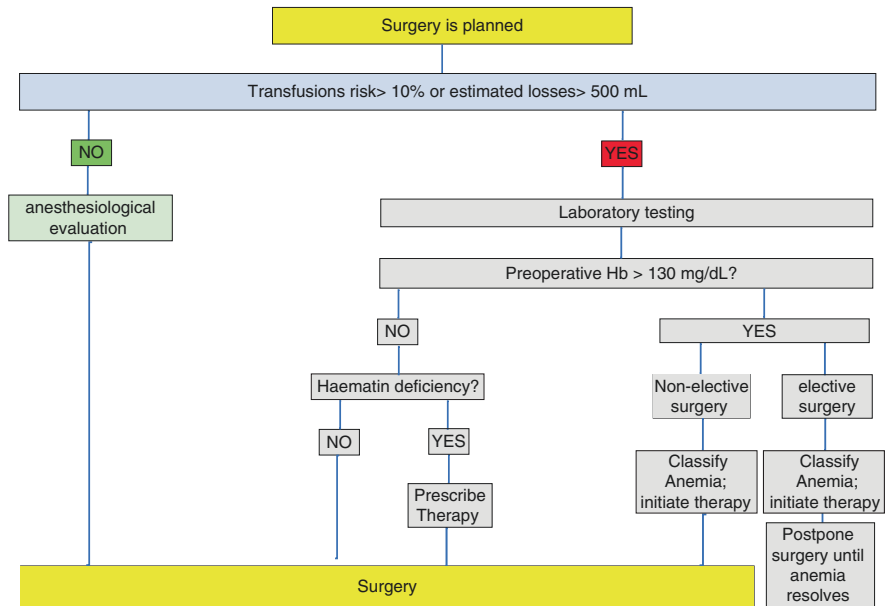 Surgery is planned
Transfusions risk> 10% or estimated losses> 500 mL
NO
YES
anesthesiological
evaluation
Laboratory testing
Preoperative Hb > 130 mg/dL?
NO
YES
Haematin deficiency?
Non-elective
surgery
elective
surgery
NO
YES
Classify
Anemia;
initiate therapy
Classify
Anemia;
initiate therapy
Prescribe
Therapy
Postpone
surgery until
anemia
resolves
Surgery